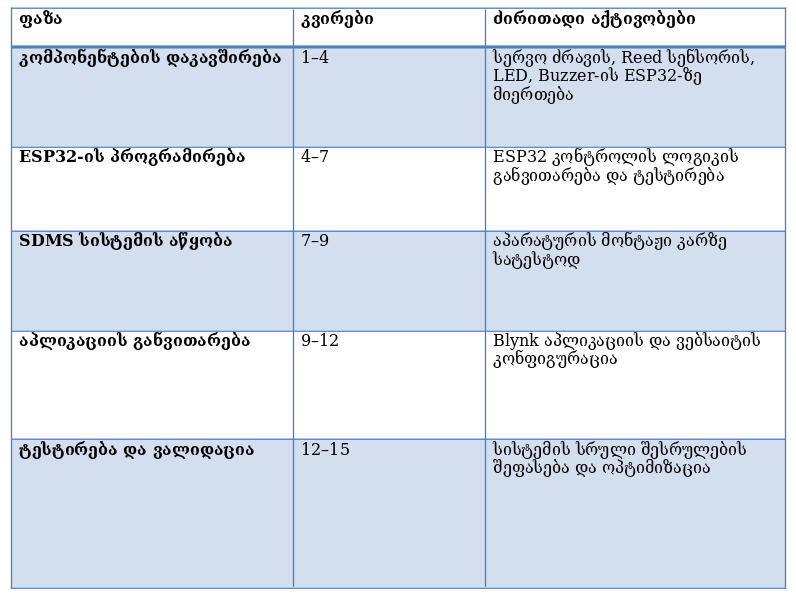 ფაზა
კვირები
ძირითადი აქტივობები
კომპონენტების დაკავშირება
1–4
სერვო ძრავის, Reed სენსორის,
LED, Buzzer-ის ESP32-ზე
მიერთება
ESP32-ის პროგრამირება
4–7
ESP32 კონტროლის ლოგიკის
განვითარება და ტესტირება
SDMS სისტემის აწყობა
7–9
აპარატურის მონტაჟი კარზე
სატესტოდ
აპლიკაციის განვითარება
9–12
Blynk აპლიკაციის და ვებსაიტის
კონფიგურაცია
ტესტირება და ვალიდაცია
12–15
სისტემის სრული შესრულების
შეფასება და ოპტიმიზაცია